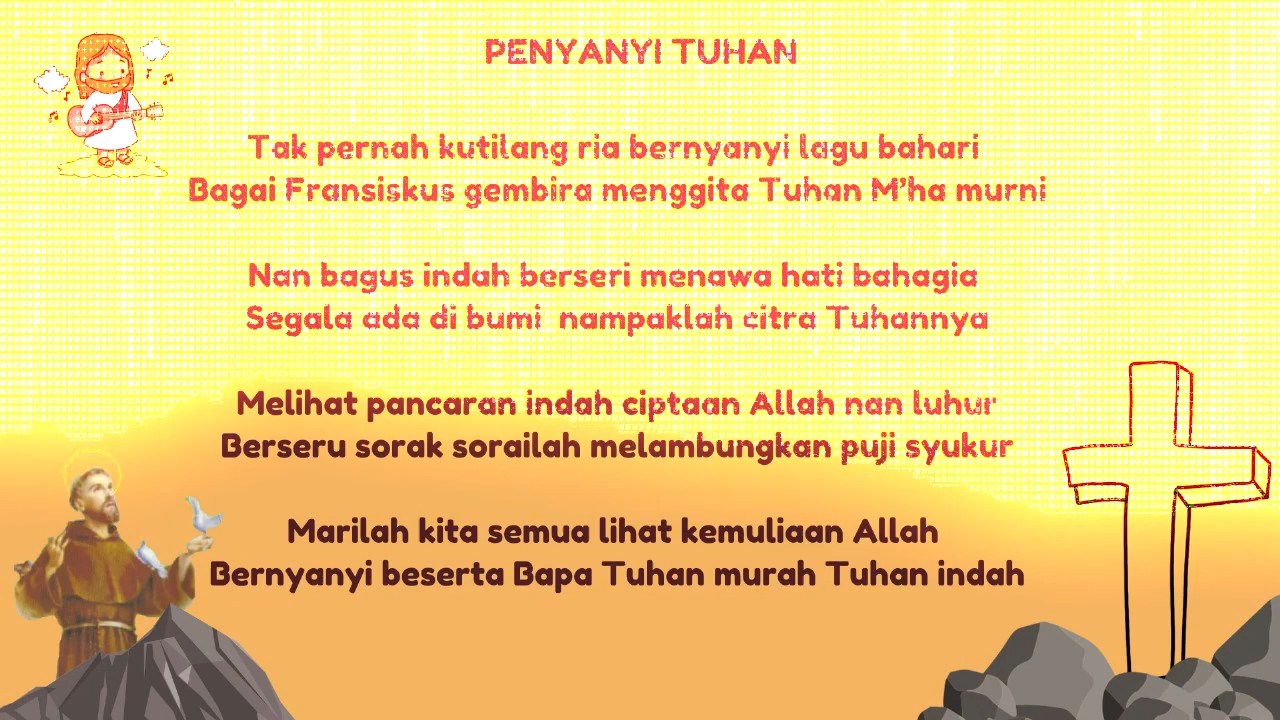 PENYANYI TUHAN
Tak pernah kutilang ria bernyanyi lagu bahari
Bagai Fransiskus gembira menggita Tuhan M'ha murni
Nan bagus indah berseri menawa hati bahagia
Segala ada di bumi nampaklah citra Tuhannya
Melihat pancaran indah ciptaan Allah nan luhur
Berseru sorak sorailah melambungkan puji syukur
Marilah kita semua lihat kemuliaan Allah
Bernyanyi beserta Bapa Tuhan murah Tuhan indah